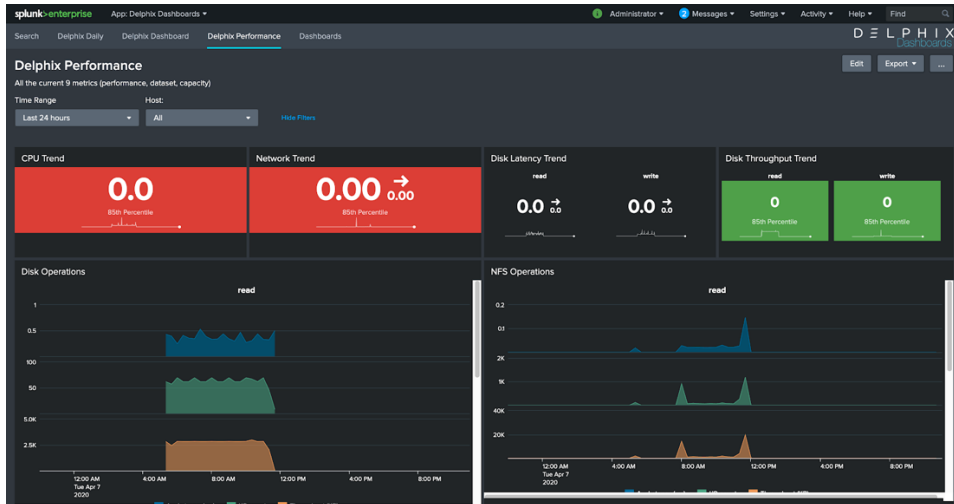 splunk>enterprise App: Delphix Dashboards Administrator 2 Messages Settings Activity Help Find
Search Delphix Daily Delphix Dashboard Delphix Performance Dashboards
DELPHIX
Dashboards
Delphix Performance
Edit Export ...
All the current 9 metrics (performance, dataset, capacity)
Time Range Host:
Last 24 hours All Hide Filters
CPU Trend
0.0
85th Percentile
Network Trend
0.00 → 0.00
85th Percentile
Disk Latency Trend
read write
0.0 → 0.0 0.0 → 0.0
Disk Throughput Trend
read write
0 0
85th Percentile 85th Percentile
Disk Operations
read
1
0.5
100
50
5.0K
2.5K
12:00 AM 4:00 AM 8:00 AM 12:00 PM 4:00 PM 8:00 PM
Tue Apr 7
2020
NFS Operations
read
0.2
0.1
2K
1K
40K
20K
12:00 AM 4:00 AM 8:00 AM 12:00 PM 4:00 PM 8:00 PM
Tue Apr 7
2020